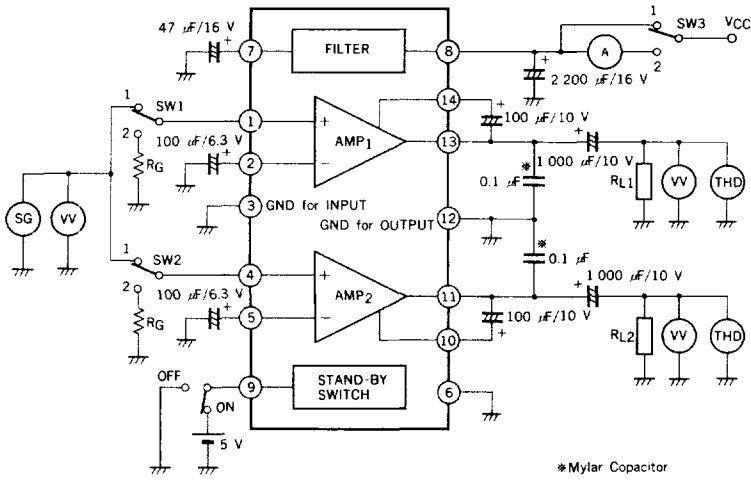 47 μF/16 V
+
7
FILTER
8
1
SW3
VCC
A
2
+
2 200 μF/16 V
14
+
100 μF/10 V
1
SW1
2
1
+
AMP1
13
+
1 000 μF/10 V
100 μF/6.3 V
+
2
−
RG
※
0.1 μF
RL1
VV
THD
SG
VV
3
GND for INPUT
GND for OUTPUT
12
1
SW2
2
4
+
AMP2
※
0.1 μF
11
1 000 μF/10 V
+
100 μF/6.3 V
+
5
−
RG
10
100 μF/10 V
+
RL2
VV
THD
OFF
ON
9
STAND-BY
SWITCH
6
5 V
※Mylar Copacitor